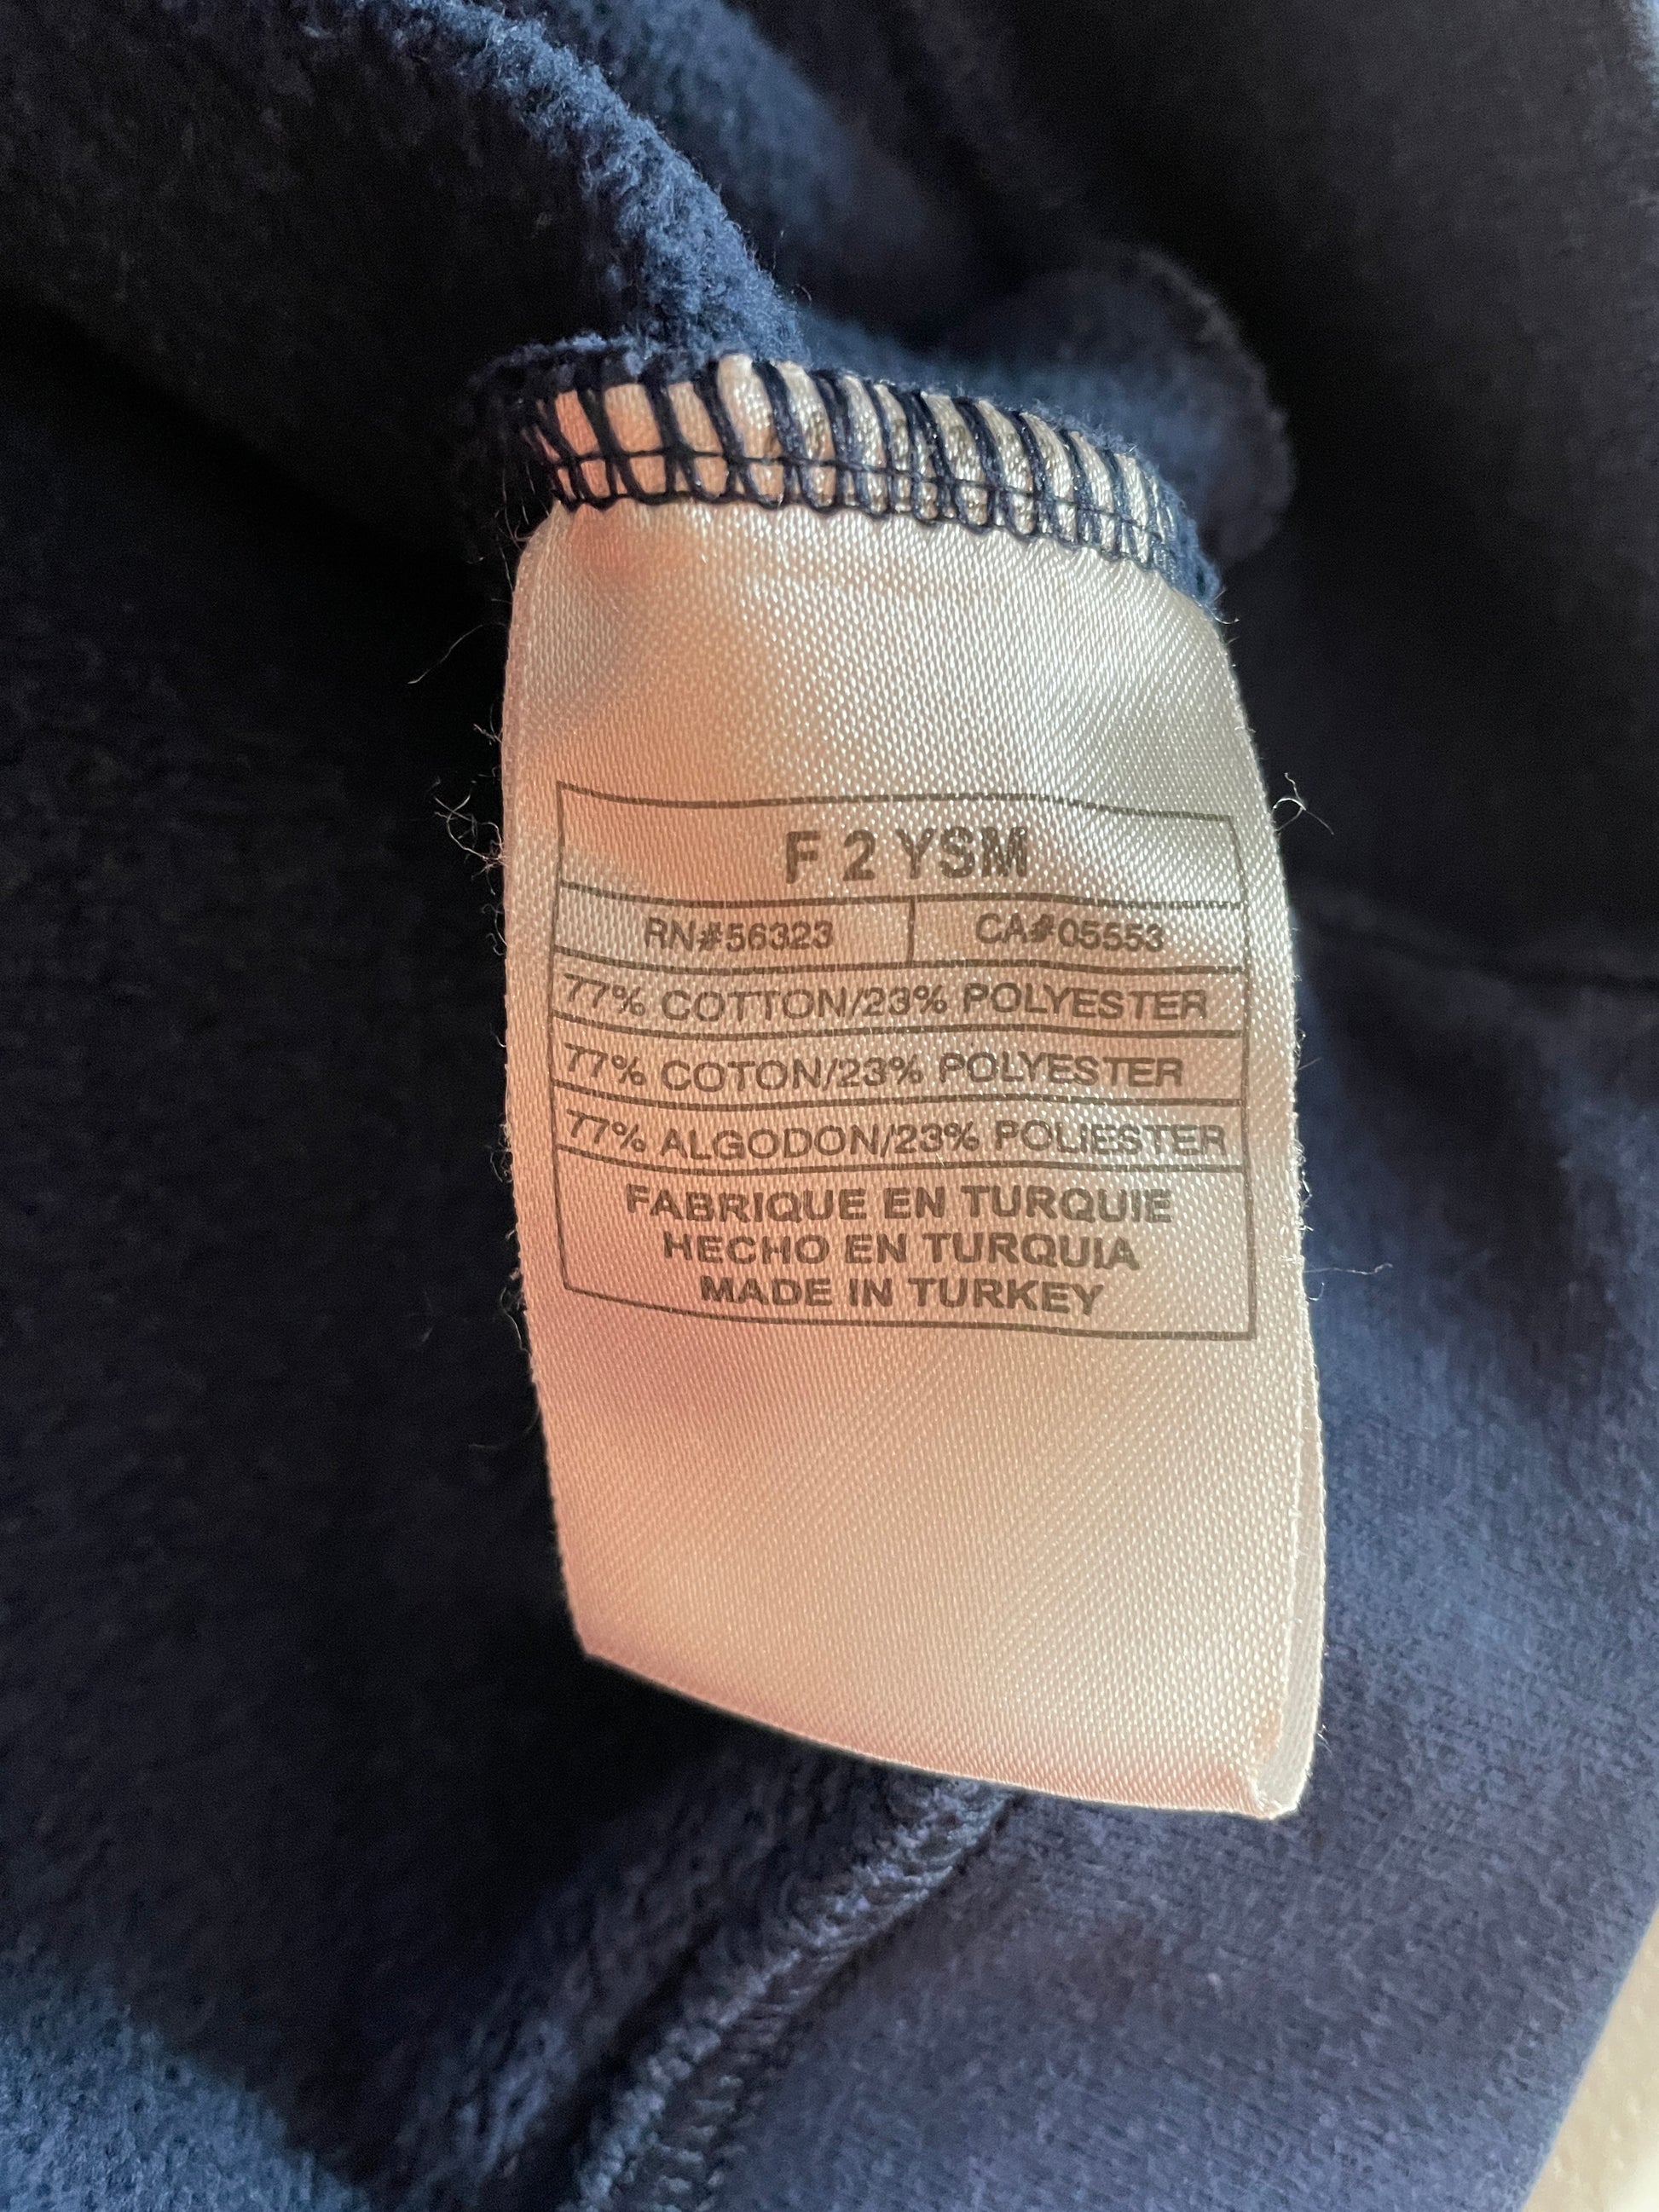 F 2 YSM
RN#56323 CA#05553
77% COTTON/23% POLYESTER
77% COTON/23% POLYESTER
77% ALGODON/23% POLIESTER
FABRIQUE EN TURQUIE
HECHO EN TURQUIA
MADE IN TURKEY